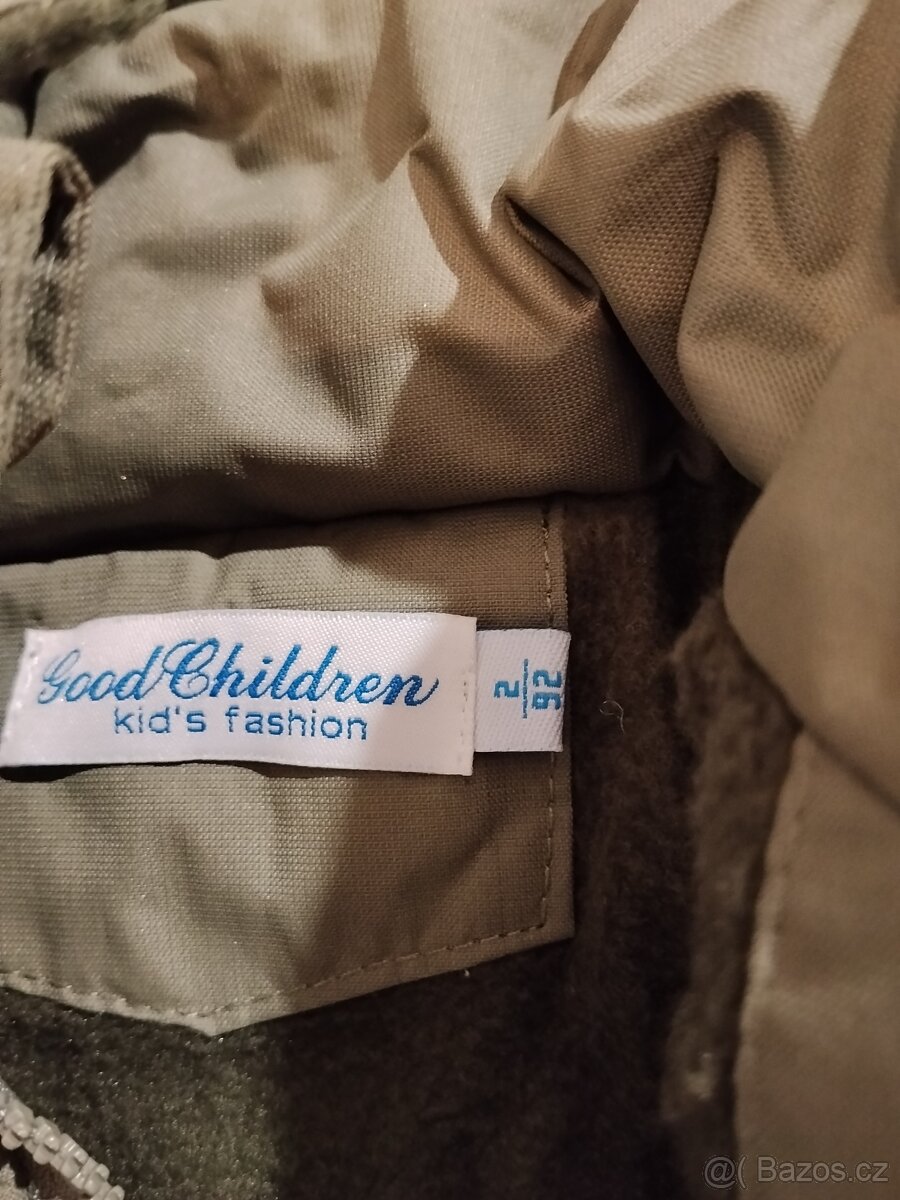 Good Children
kid's fashion
2
92
@( Bazos.cz